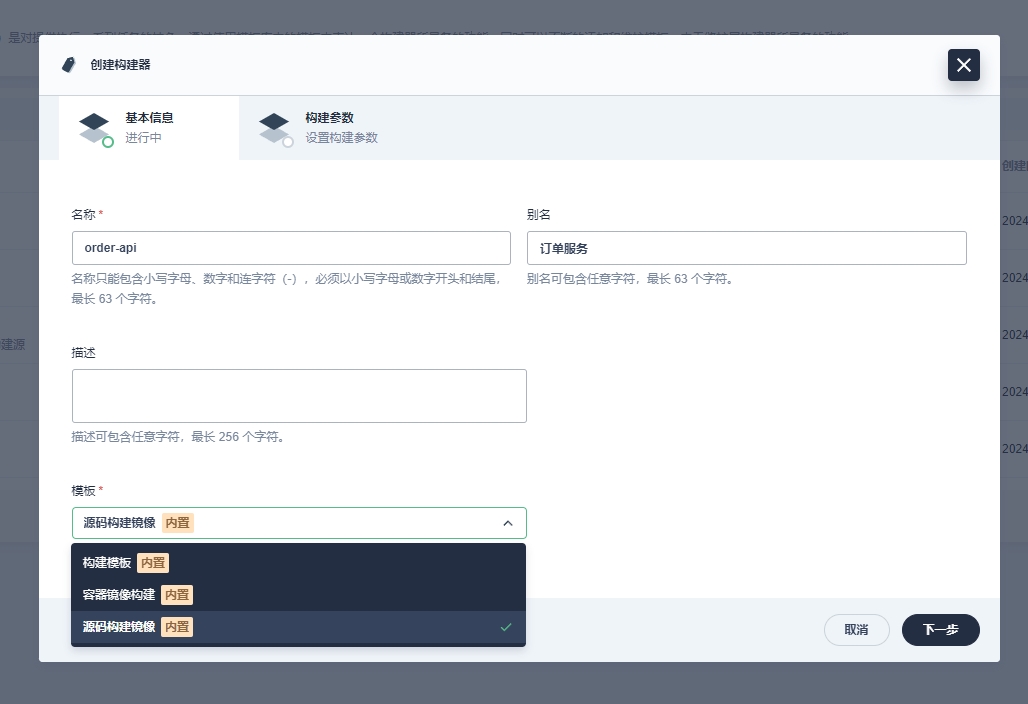 创建构建器
基本信息
进行中
构建参数
设置构建参数
名称 *
order-api
名称只能包含小写字母、数字和连字符（-），必须以小写字母或数字开头和结尾，
最长 63 个字符。
别名
订单服务
别名可包含任意字符，最长 63 个字符。
描述
描述可包含任意字符，最长 256 个字符。
模板 *
源码构建镜像 内置
构建模板 内置
容器镜像构建 内置
源码构建镜像 内置
取消
下一步
建源
创建
2024
2024
2024
2024
2024